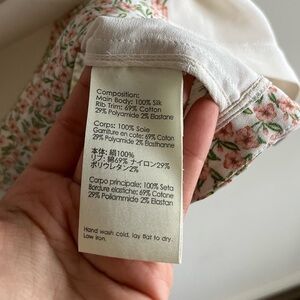 Composition:
Main Body: 100% Silk
Rib Trim: 69% Cotton
29% Polyamide 2% Elastane
Corps: 100% Soie
Garniture en cote: 69% Coton
29% Polyamide 2% Elasthanne
本体: 絹100%
リブ: 綿69% ナイロン29%
ポリウレタン2%
Corpo principale: 100% Seta
Bordure elastiche: 69% Cotone
29% Poliammide 2% Elastan
Hand wash cold, lay flat to dry.
Low iron.